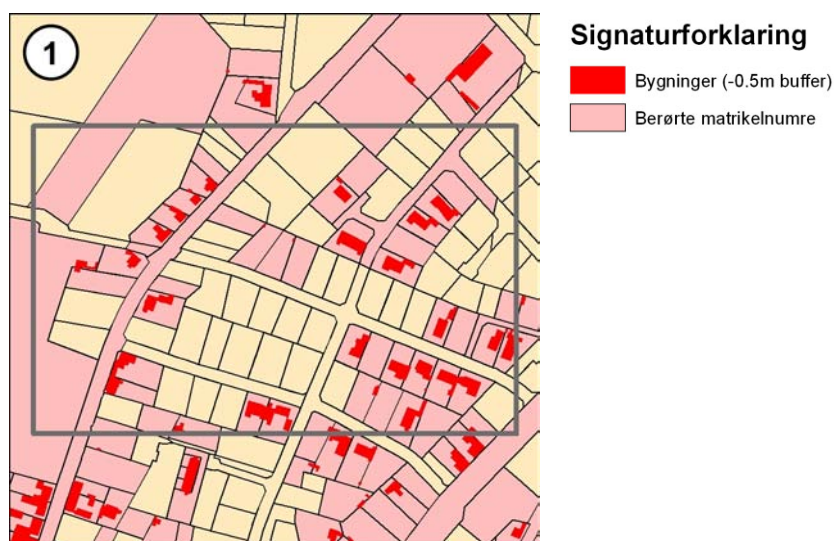 1
Signaturforklaring
Bygninger (-0.5m buffer)
Berørte matrikelnumre